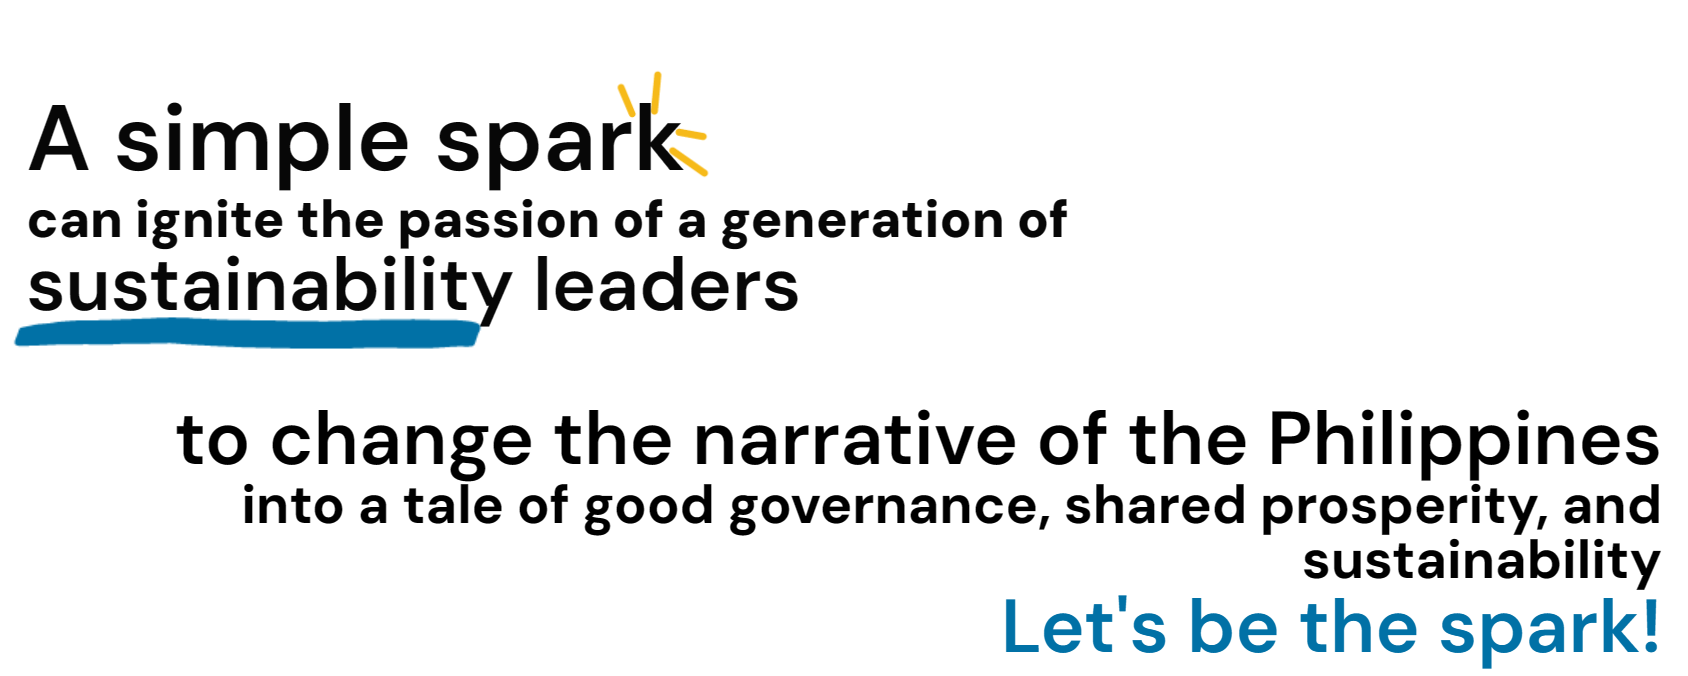 A simple spark
can ignite the passion of a generation of
sustainability leaders
to change the narrative of the Philippines
into a tale of good governance, shared prosperity, and
sustainability
Let's be the spark!